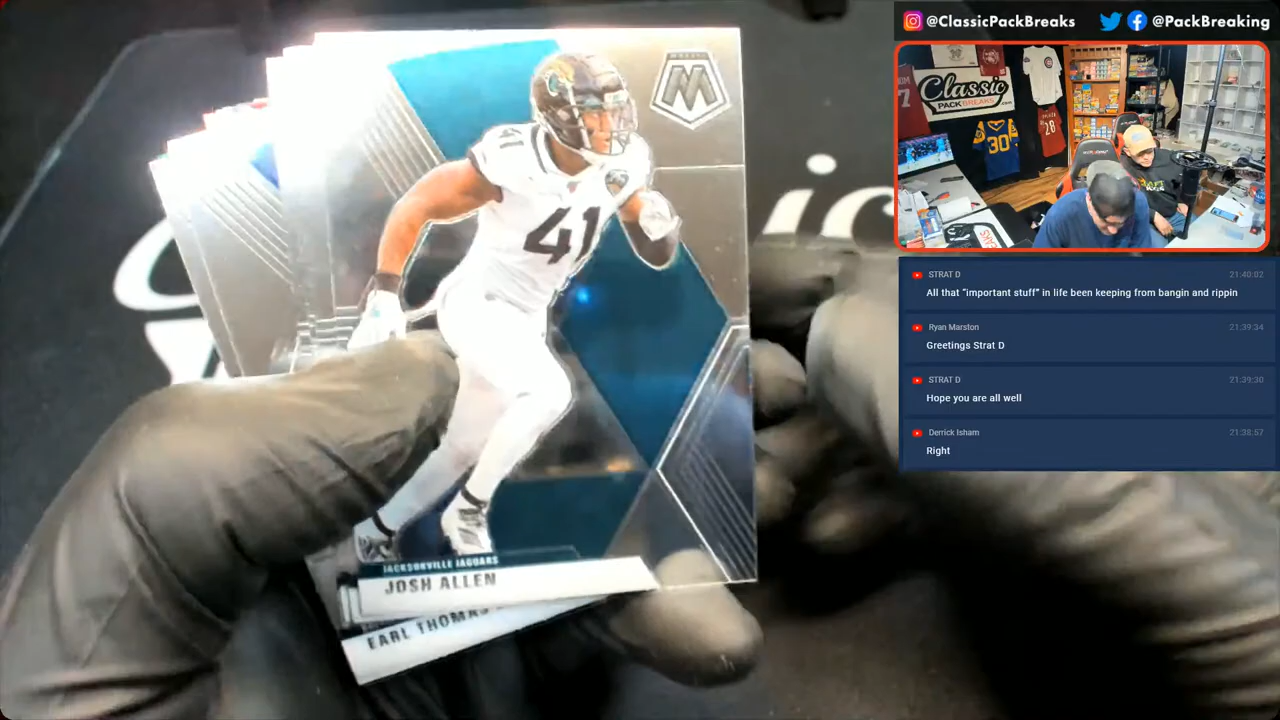 @ClassicPackBreaks
@PackBreaking
Classic
PACK BREAKS
30
28
STRAT D
21:40:02
All that “important stuff” in life been keeping from bangin and rippin
Ryan Marston
21:39:34
Greetings Strat D
STRAT D
21:39:30
Hope you are all well
Derrick Isham
21:38:57
Right
M
41
41
JACKSONVILLE JAGUARS
JOSH ALLEN
EARL THOMAS
ic